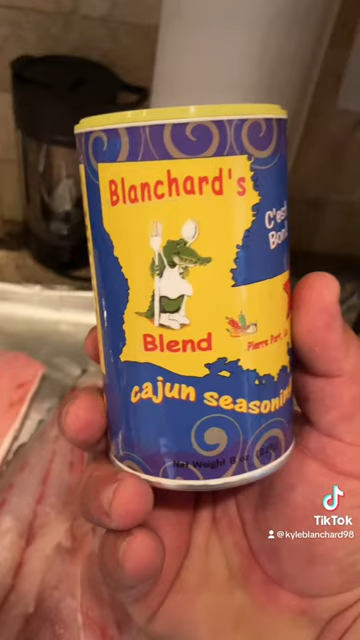 Blanchard's
C'est
Bon!
Blend
Pierre Part, La
cajun seasoning
Net Weight 8 oz
TikTok
@kyleblanchard98